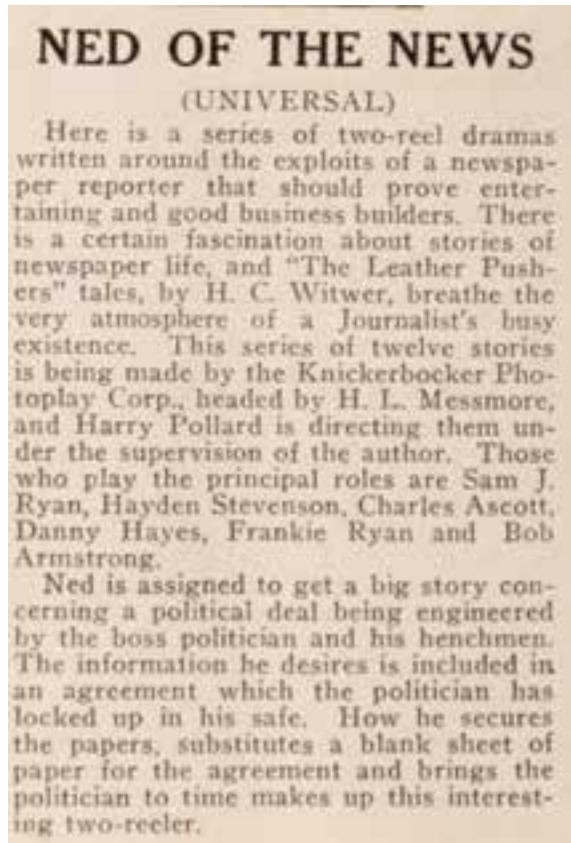 NED OF THE NEWS
(UNIVERSAL)
Here is a series of two-reel dramas
written around the exploits of a newspa-
per reporter that should prove enter-
taining and good business builders. There
is a certain fascination about stories of
newspaper life, and "The Leather Push-
ers" tales, by H. C. Witwer, breathe the
very atmosphere of a Journalist's busy
existence. This series of twelve stories
is being made by the Knickerbocker Pho-
toplay Corp., headed by H. L. Messmore,
and Harry Pollard is directing them un-
der the supervision of the author. Those
who play the principal roles are Sam J.
Ryan, Hayden Stevenson, Charles Ascott,
Danny Hayes, Frankie Ryan and Bob
Armstrong.
Ned is assigned to get a big story con-
cerning a political deal being engineered
by the boss politician and his henchmen.
The information he desires is included in
an agreement which the politician has
locked up in his safe. How he secures
the papers, substitutes a blank sheet of
paper for the agreement and brings the
politician to time makes up this interest-
ing two-reeler.